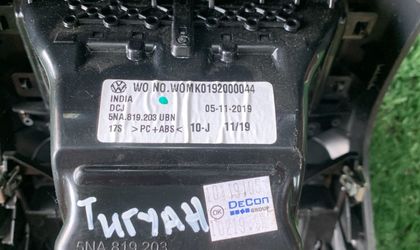 WO NO.WOMK0192000044
INDIA
DCJ 05-11-2019
5NA.819.203 UBN
17S >PC+ABS< 10-J 11/19
OK DECON
GROUP
Тигуан
5NA 819 203